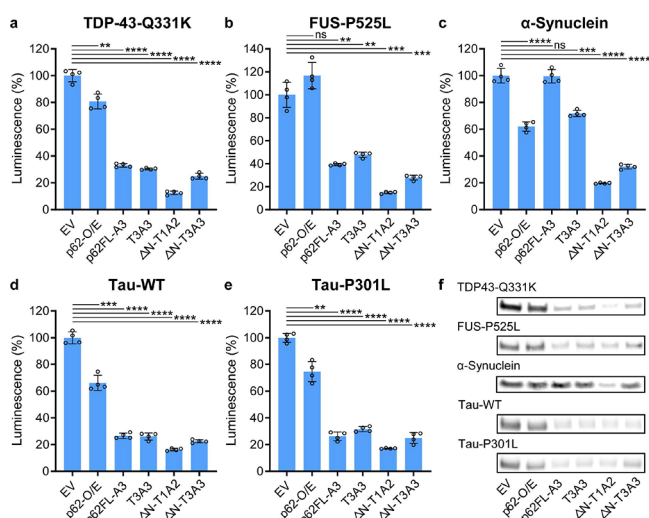 a TDP-43-Q331K
** 
****
****
****
****
Luminescence (%)
120
100
80
60
40
20
0
EV
p62-O/E
p62FL-A3
T3A3
ΔN-T1A2
ΔN-T3A3
b FUS-P525L
ns
**
**
***
***
Luminescence (%)
140
120
100
80
60
40
20
0
EV
p62-O/E
p62FL-A3
T3A3
ΔN-T1A2
ΔN-T3A3
c α-Synuclein
****
ns
***
****
****
Luminescence (%)
120
100
80
60
40
20
0
EV
p62-O/E
p62FL-A3
T3A3
ΔN-T1A2
ΔN-T3A3
d Tau-WT
***
****
****
****
****
Luminescence (%)
120
100
80
60
40
20
0
EV
p62-O/E
p62FL-A3
T3A3
ΔN-T1A2
ΔN-T3A3
e Tau-P301L
**
****
****
****
****
Luminescence (%)
120
100
80
60
40
20
0
EV
p62-O/E
p62FL-A3
T3A3
ΔN-T1A2
ΔN-T3A3
f
TDP43-Q331K
FUS-P525L
α-Synuclein
Tau-WT
Tau-P301L
EV
p62-O/E
p62FL-A3
T3A3
ΔN-T1A2
ΔN-T3A3